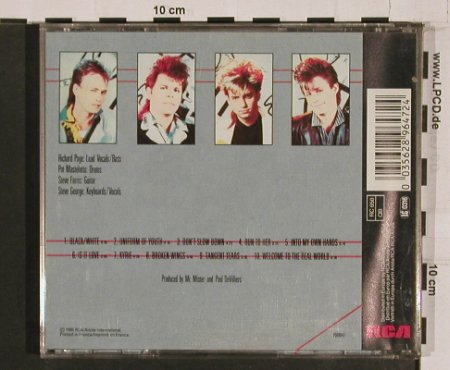 10 cm
www.LPCD.de
10 cm
Richard Page: Lead Vocals/Bass
Pat Mastelotto: Drums
Steve Farris: Guitar
Steve George: Keyboards/Vocals
1. BLACK/WHITE 2. UNIFORM OF YOUTH 3. DON'T SLOW DOWN 4. RUN TO HER 5. INTO MY OWN HANDS
6. IS IT LOVE 7. KYRIE 8. BROKEN WINGS 9. TANGENT TEARS 10. WELCOME TO THE REAL WORLD
Produced by Mr. Mister and Paul DeVilliers
0 035628 964724
RCA